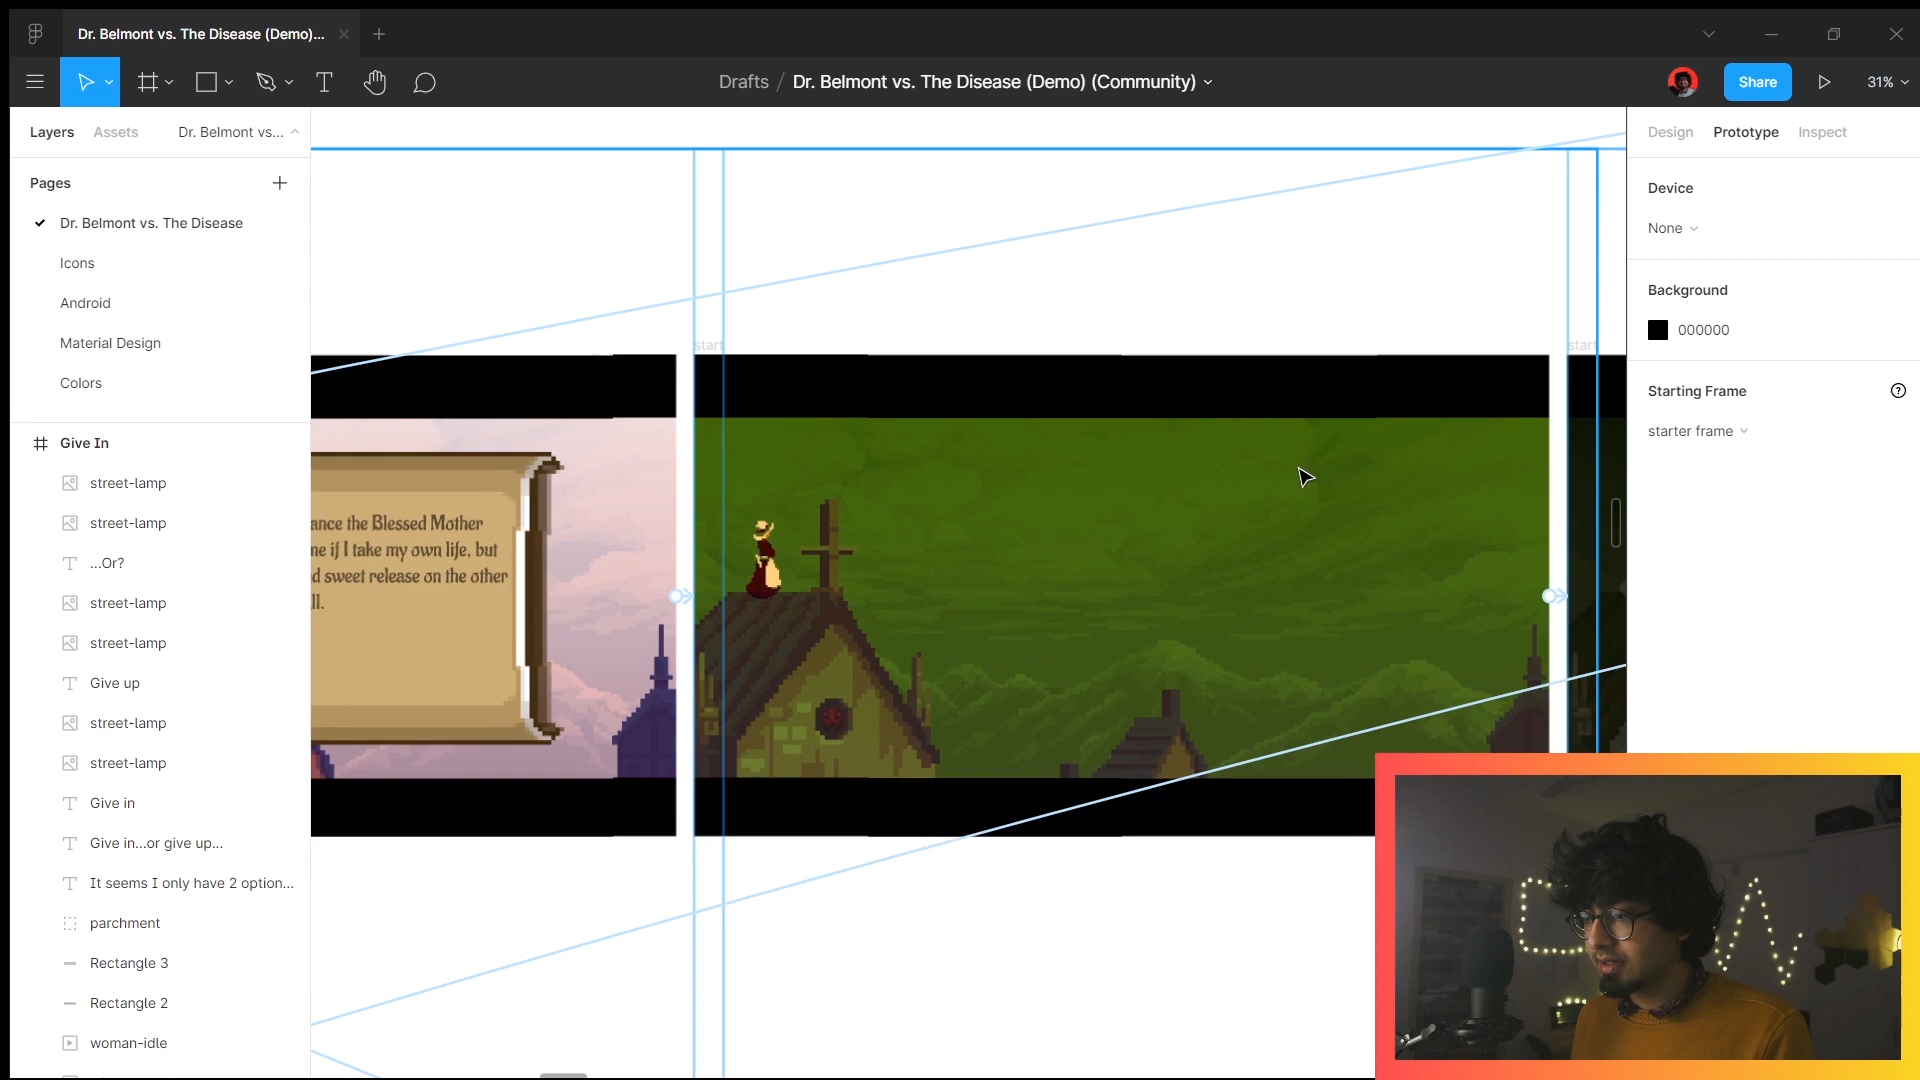 Dr. Belmont vs. The Disease (Demo)...
Drafts / Dr. Belmont vs. The Disease (Demo) (Community)
Share
31%
Layers
Assets
Dr. Belmont vs...
Pages
Dr. Belmont vs. The Disease
Icons
Android
Material Design
Colors
Give In
street-lamp
street-lamp
...Or?
street-lamp
street-lamp
Give up
street-lamp
street-lamp
Give in
Give in...or give up...
It seems I only have 2 option...
parchment
Rectangle 3
Rectangle 2
woman-idle
start
start
ance the Blessed Mother
me if I take my own life, but
d sweet release on the other
ll.
Design
Prototype
Inspect
Device
None
Background
000000
Starting Frame
starter frame